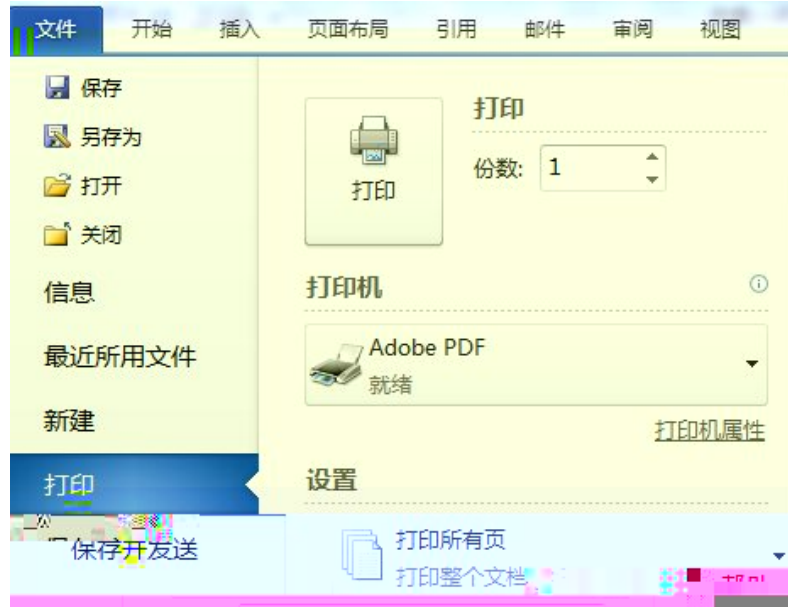 文件 开始 插入 页面布局 引用 邮件 审阅 视图
保存
另存为
打开
关闭
信息
最近所用文件
新建
打印
保存并发送
打印
打印
份数: 1
打印机
Adobe PDF
就绪
打印机属性
设置
打印所有页
打印整个文档